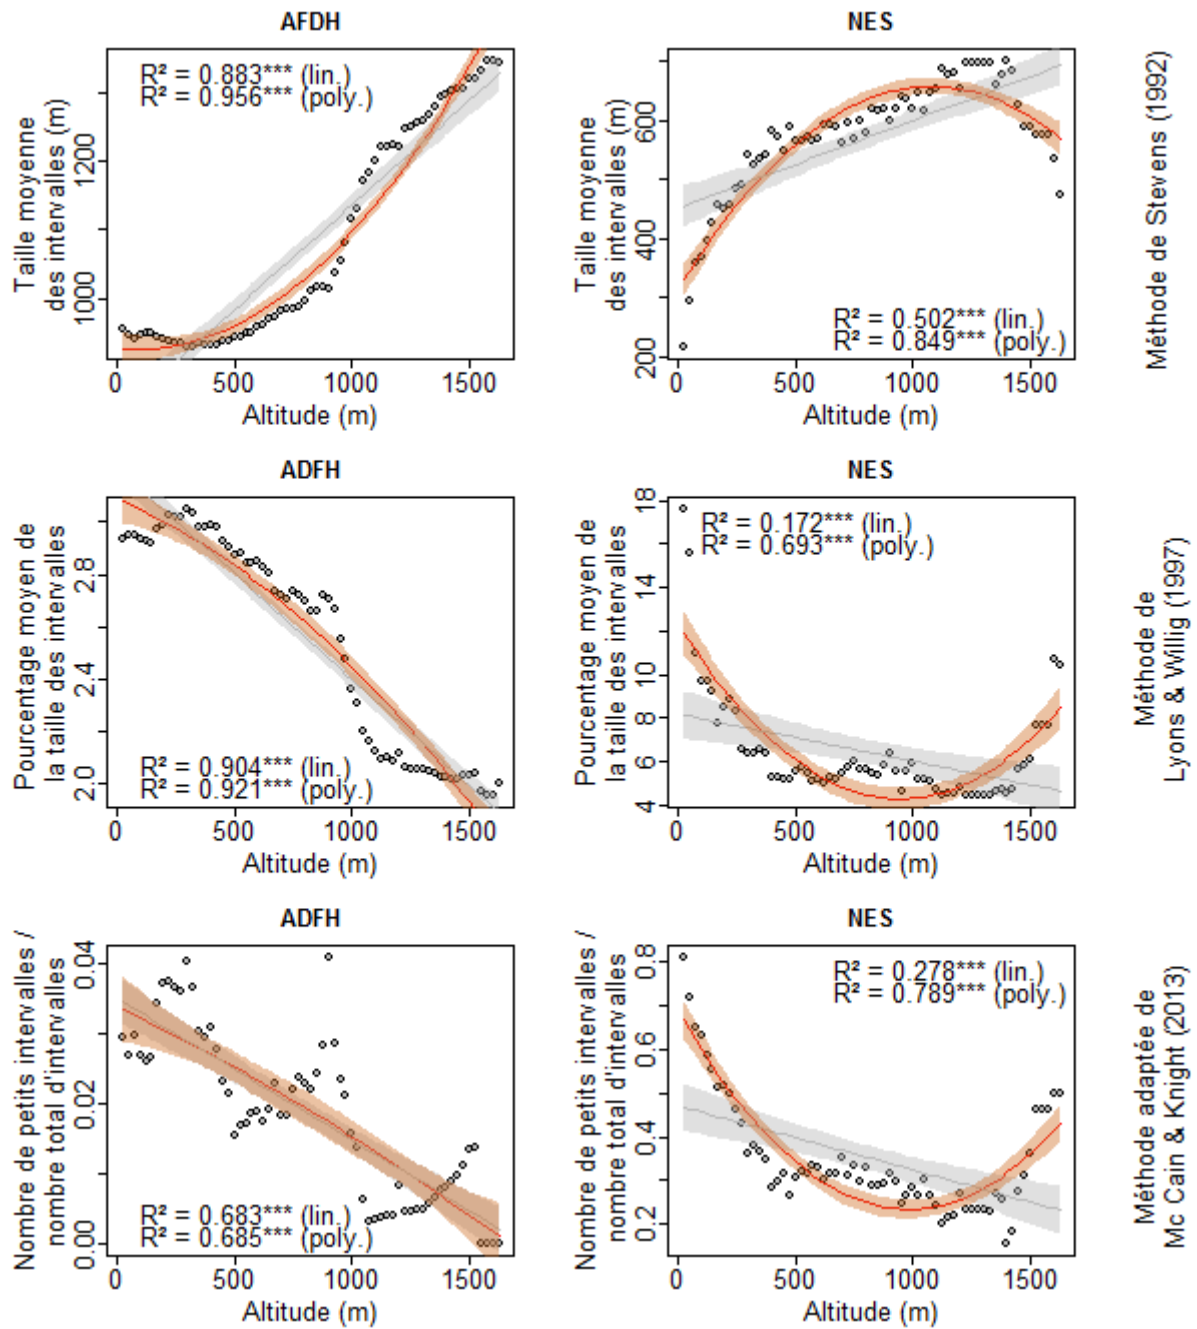 AFDH
R² = 0.883*** (lin.)
R² = 0.956*** (poly.)
Taille moyenne
des intervalles (m)
1000 1200
0 500 1000 1500
Altitude (m)
NES
R² = 0.502*** (lin.)
R² = 0.849*** (poly.)
Taille moyenne
des intervalles (m)
200 400 600
0 500 1000 1500
Altitude (m)
Méthode de Stevens (1992)
ADFH
R² = 0.904*** (lin.)
R² = 0.921*** (poly.)
Pourcentage moyen de
la taille des intervalles
2.0 2.4 2.8
0 500 1000 1500
Altitude (m)
NES
R² = 0.172*** (lin.)
R² = 0.693*** (poly.)
Pourcentage moyen de
la taille des intervalles
4 6 8 10 14 18
0 500 1000 1500
Altitude (m)
Méthode de
Lyons & Willig (1997)
ADFH
R² = 0.683*** (lin.)
R² = 0.685*** (poly.)
Nombre de petits intervalles /
nombre total d'intervalles
0.00 0.02 0.04
0 500 1000 1500
Altitude (m)
NES
R² = 0.278*** (lin.)
R² = 0.789*** (poly.)
Nombre de petits intervalles /
nombre total d'intervalles
0.2 0.4 0.6 0.8
0 500 1000 1500
Altitude (m)
Méthode adaptée de
Mc Cain & Knight (2013)